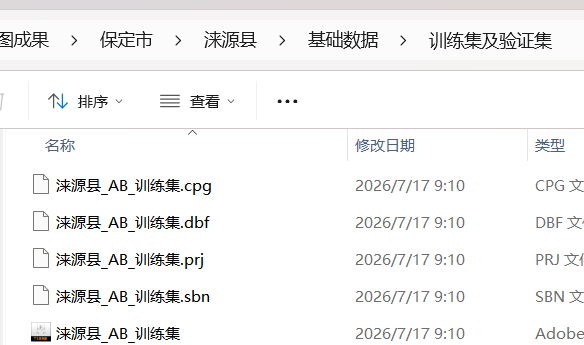 图成果 > 保定市 > 涞源县 > 基础数据 > 训练集及验证集
排序 查看 ...
名称 修改日期 类型
涞源县_AB_训练集.cpg 2026/7/17 9:10 CPG 文
涞源县_AB_训练集.dbf 2026/7/17 9:10 DBF 文
涞源县_AB_训练集.prj 2026/7/17 9:10 PRJ 文
涞源县_AB_训练集.sbn 2026/7/17 9:10 SBN 文
涞源县_AB_训练集 2026/7/17 9:10 Adobe